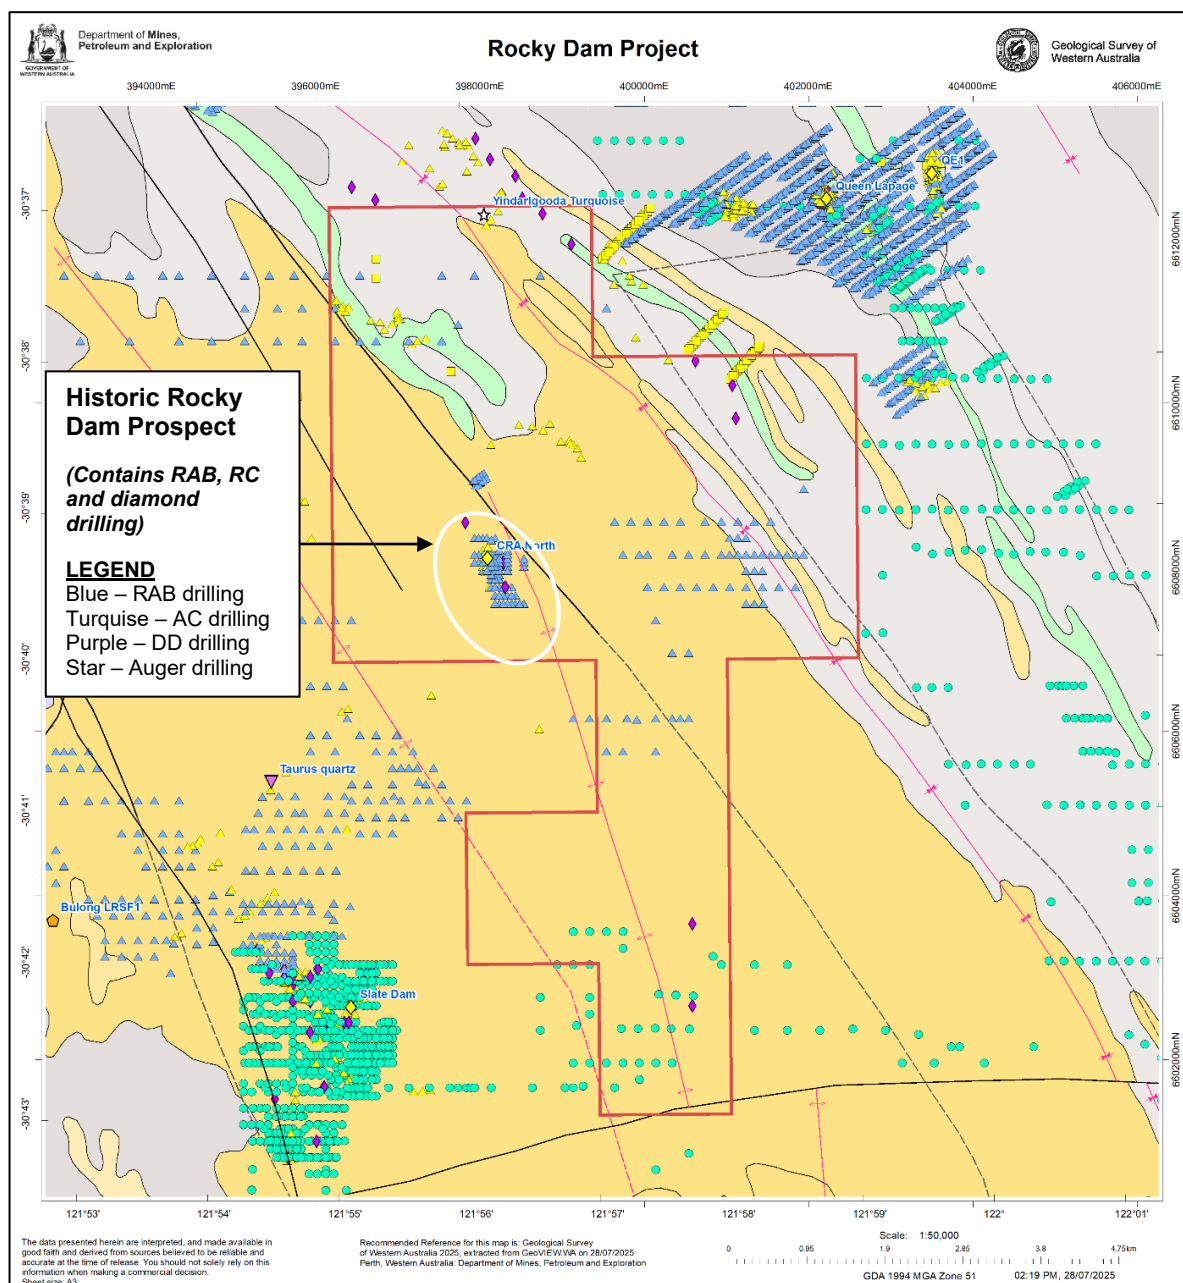 Department of Mines,
Petroleum and Exploration
GOVERNMENT OF
WESTERN AUSTRALIA
Rocky Dam Project
Geological Survey of
Western Australia
394000mE
396000mE
398000mE
400000mE
402000mE
404000mE
406000mE
-30°37'
-30°38'
-30°39'
-30°40'
-30°41'
-30°42'
-30°43'
6612000mN
6610000mN
6608000mN
6606000mN
6604000mN
6602000mN
QE1
Queen Lapage
Yindarlgooda Turquoise
Historic Rocky
Dam Prospect
(Contains RAB, RC
and diamond
drilling)
LEGEND
Blue – RAB drilling
Turquise – AC drilling
Purple – DD drilling
Star – Auger drilling
CRA North
Taurus quartz
Bulong LRSF1
Slate Dam
121°53
121°54
121°55
121°56
121°57
121°58
121°59
122°
122°01
The data presented herein are interpreted, and made available in
good faith and derived from sources believed to be reliable and
accurate at the time of release. You should not solely rely on this
information when making a commercial decision.
Sheet size: A3
Recommended Reference for this map is: Geological Survey
of Western Australia 2025, extracted from GeoVIEW.WA on 28/07/2025
Perth, Western Australia: Department of Mines, Petroleum and Exploration
Scale: 1:50,000
0 0.95 1.9 2.85 3.8 4.75km
GDA 1994 MGA Zone 51 02:19 PM, 28/07/2025